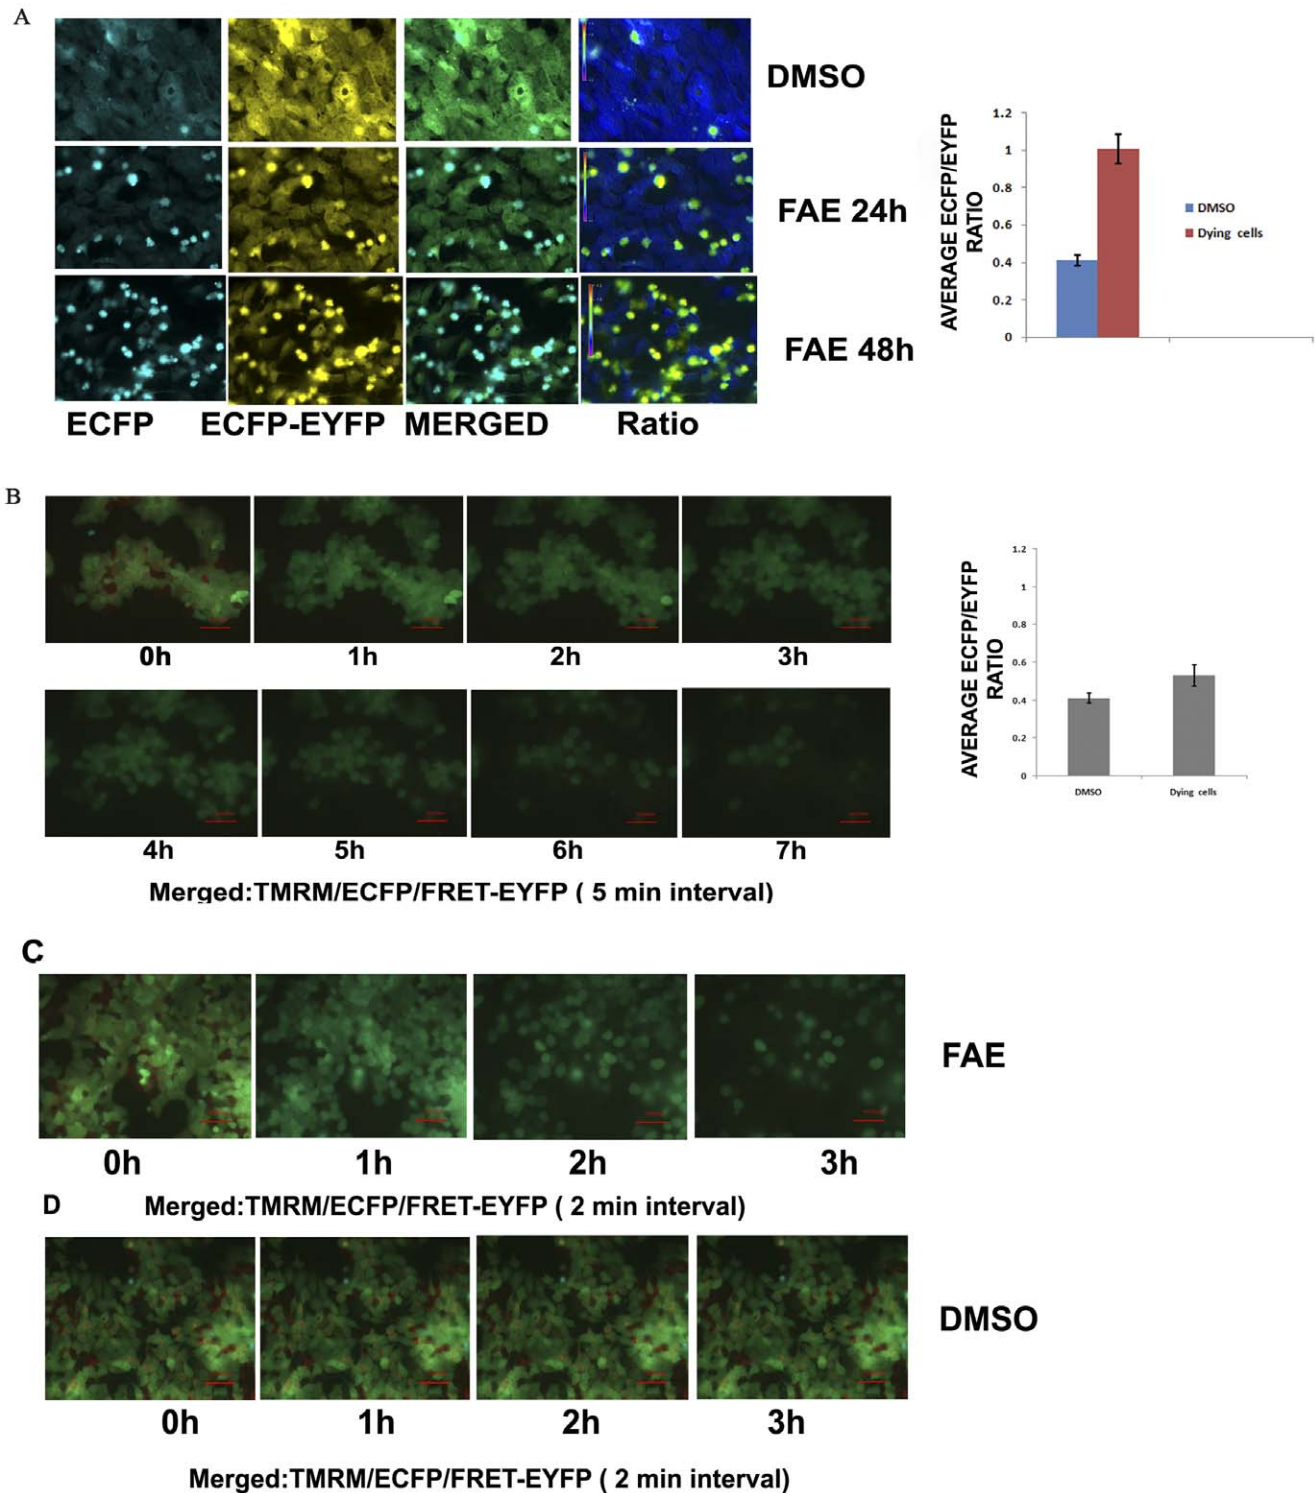 A
DMSO
FAE 24h
FAE 48h
ECFP
ECFP-EYFP
MERGED
Ratio
AVERAGE ECFP/EYFP
RATIO
1.2
1
0.8
0.6
0.4
0.2
0
DMSO
Dying cells
B
0h
1h
2h
3h
4h
5h
6h
7h
Merged:TMRM/ECFP/FRET-EYFP ( 5 min interval)
AVERAGE ECFP/EYFP
RATIO
1.2
1
0.8
0.6
0.4
0.2
0
DMSO
Dying cells
C
FAE
0h
1h
2h
3h
Merged:TMRM/ECFP/FRET-EYFP ( 2 min interval)
D
DMSO
0h
1h
2h
3h
Merged:TMRM/ECFP/FRET-EYFP ( 2 min interval)